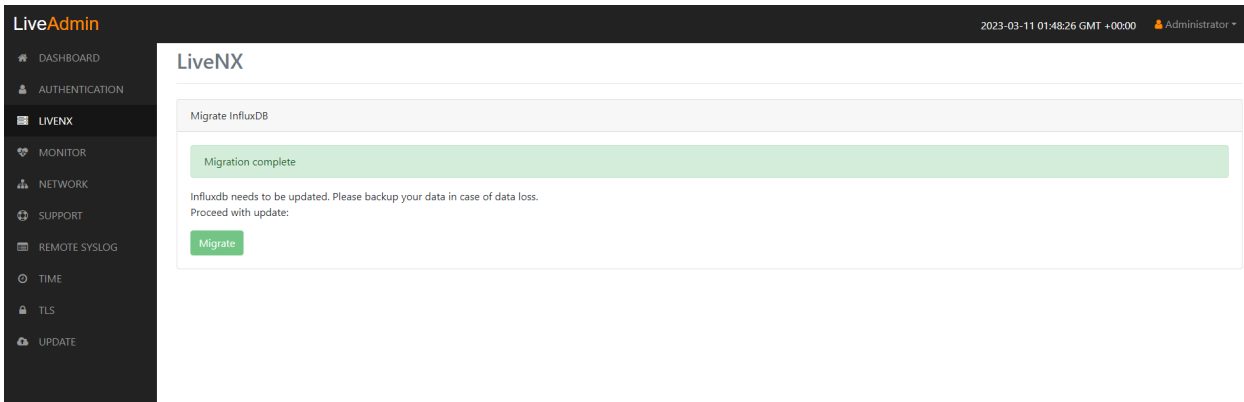 LiveAdmin
2023-03-11 01:48:26 GMT +00:00
Administrator
DASHBOARD
AUTHENTICATION
LIVENX
MONITOR
NETWORK
SUPPORT
REMOTE SYSLOG
TIME
TLS
UPDATE
LiveNX
Migrate InfluxDB
Migration complete
Influxdb needs to be updated. Please backup your data in case of data loss.
Proceed with update:
Migrate